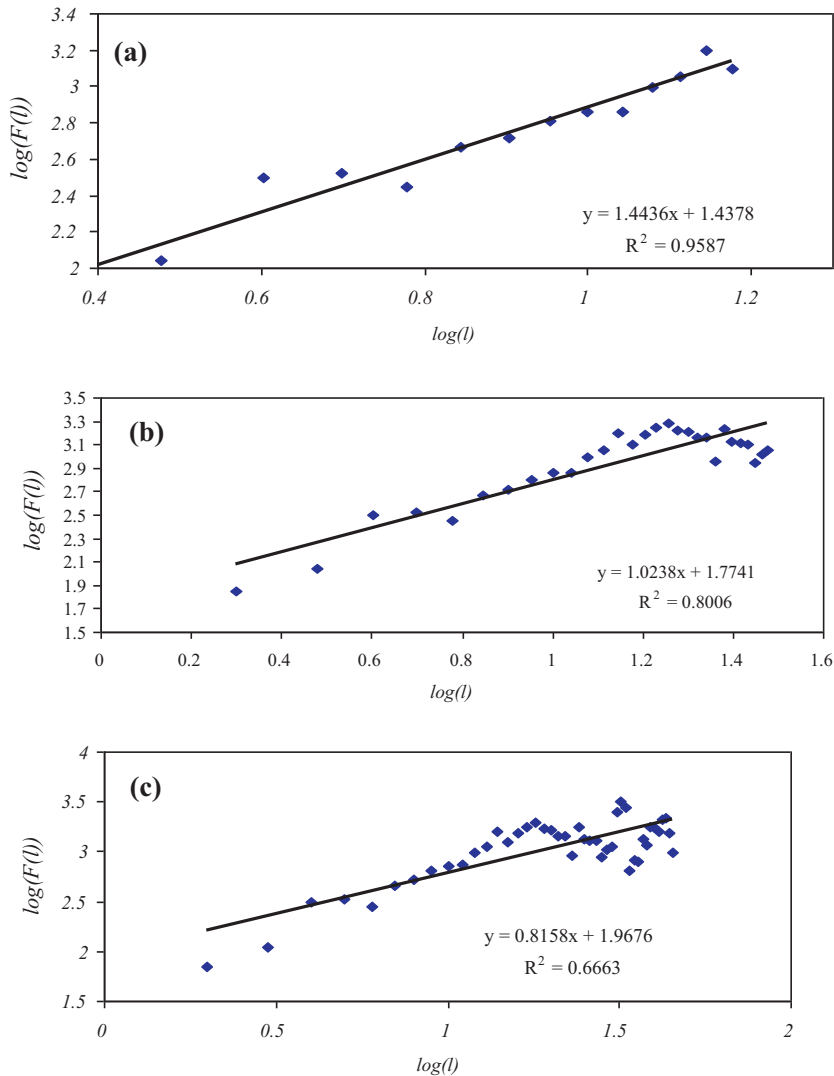 (a)
log(F(l))
3.4
3.2
3
2.8
2.6
2.4
2.2
2
0.4 0.6 0.8 1 1.2
log(l)
y = 1.4436x + 1.4378
R² = 0.9587
(b)
log(F(l))
3.5
3.3
3.1
2.9
2.7
2.5
2.3
2.1
1.9
1.7
1.5
0 0.2 0.4 0.6 0.8 1 1.2 1.4 1.6
log(l)
y = 1.0238x + 1.7741
R² = 0.8006
(c)
log(F(l))
4
3.5
3
2.5
2
1.5
0 0.5 1 1.5 2
log(l)
y = 0.8158x + 1.9676
R² = 0.6663